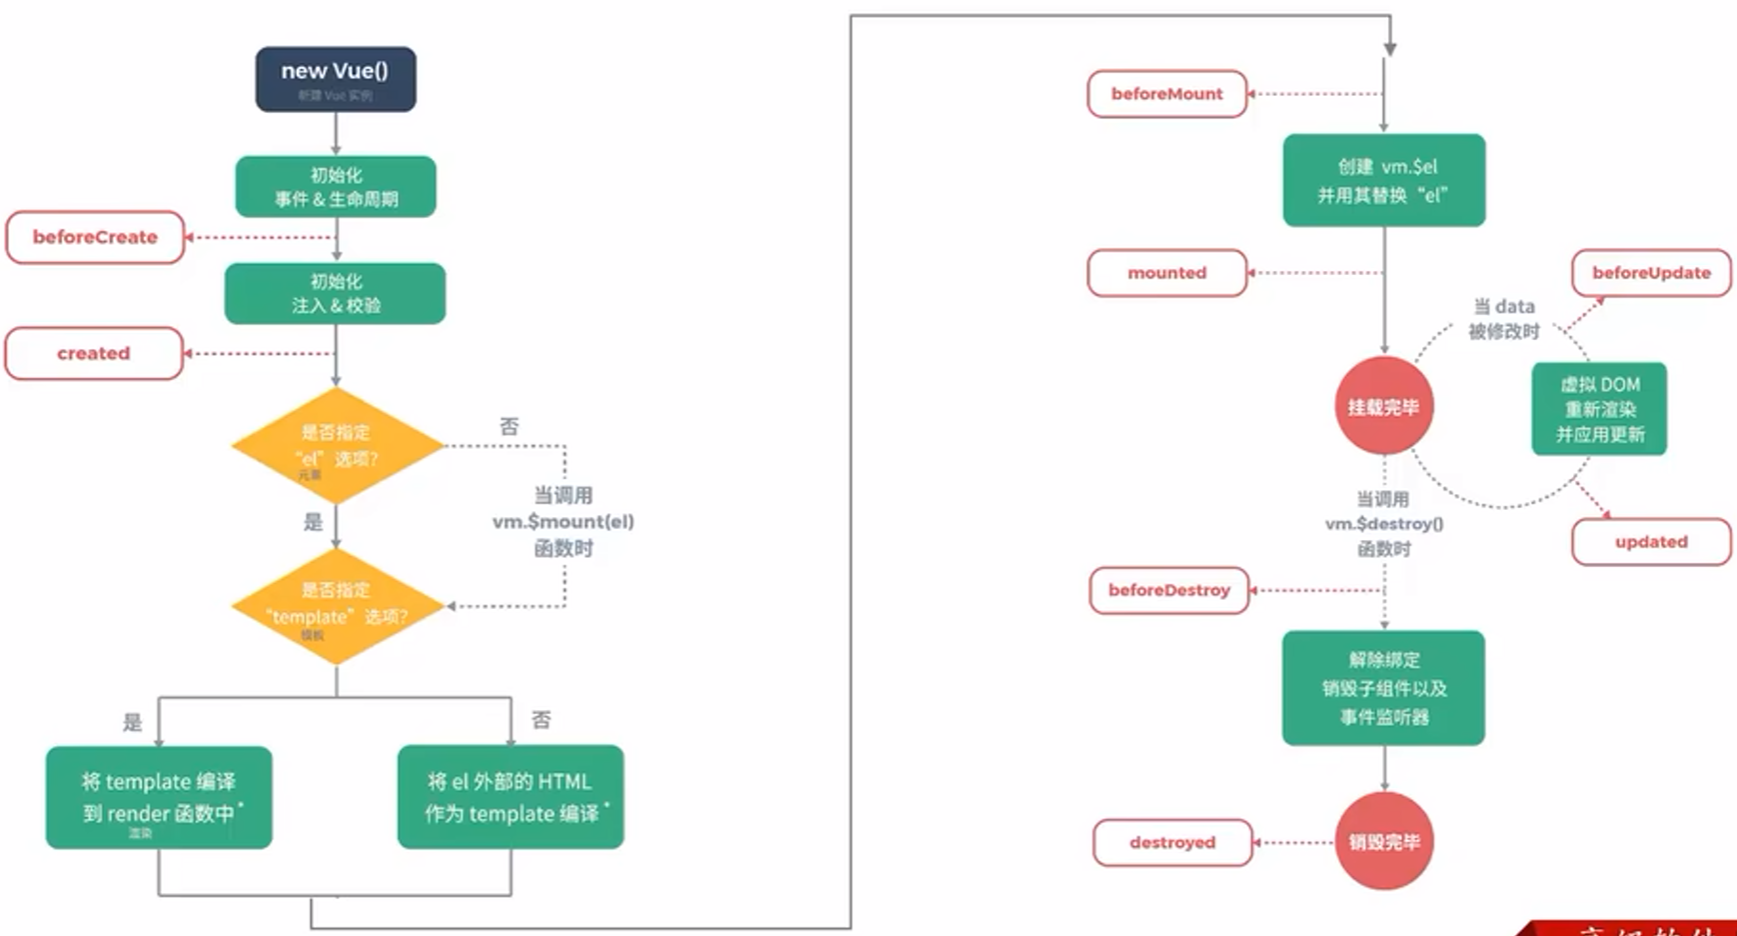 new Vue()
新建 Vue 实例
初始化
事件 & 生命周期
beforeCreate
初始化
注入 & 校验
created
是否指定
“el”选项?
元素
否
当调用
vm.$mount(el)
函数时
是
是否指定
“template”选项?
模板
是
否
将 template 编译
到 render 函数中*
渲染
将 el 外部的 HTML
作为 template 编译*
beforeMount
创建 vm.$el
并用其替换“el”
mounted
beforeUpdate
当 data
被修改时
挂载完毕
虚拟 DOM
重新渲染
并应用更新
当调用
vm.$destroy()
函数时
updated
beforeDestroy
解除绑定
销毁子组件以及
事件监听器
destroyed
销毁完毕